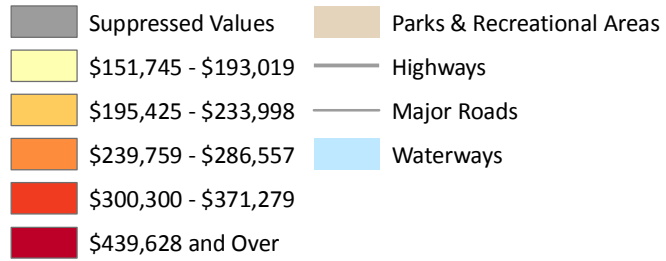 Suppressed Values
$151,745 - $193,019
$195,425 - $233,998
$239,759 - $286,557
$300,300 - $371,279
$439,628 and Over
Parks & Recreational Areas
Highways
Major Roads
Waterways